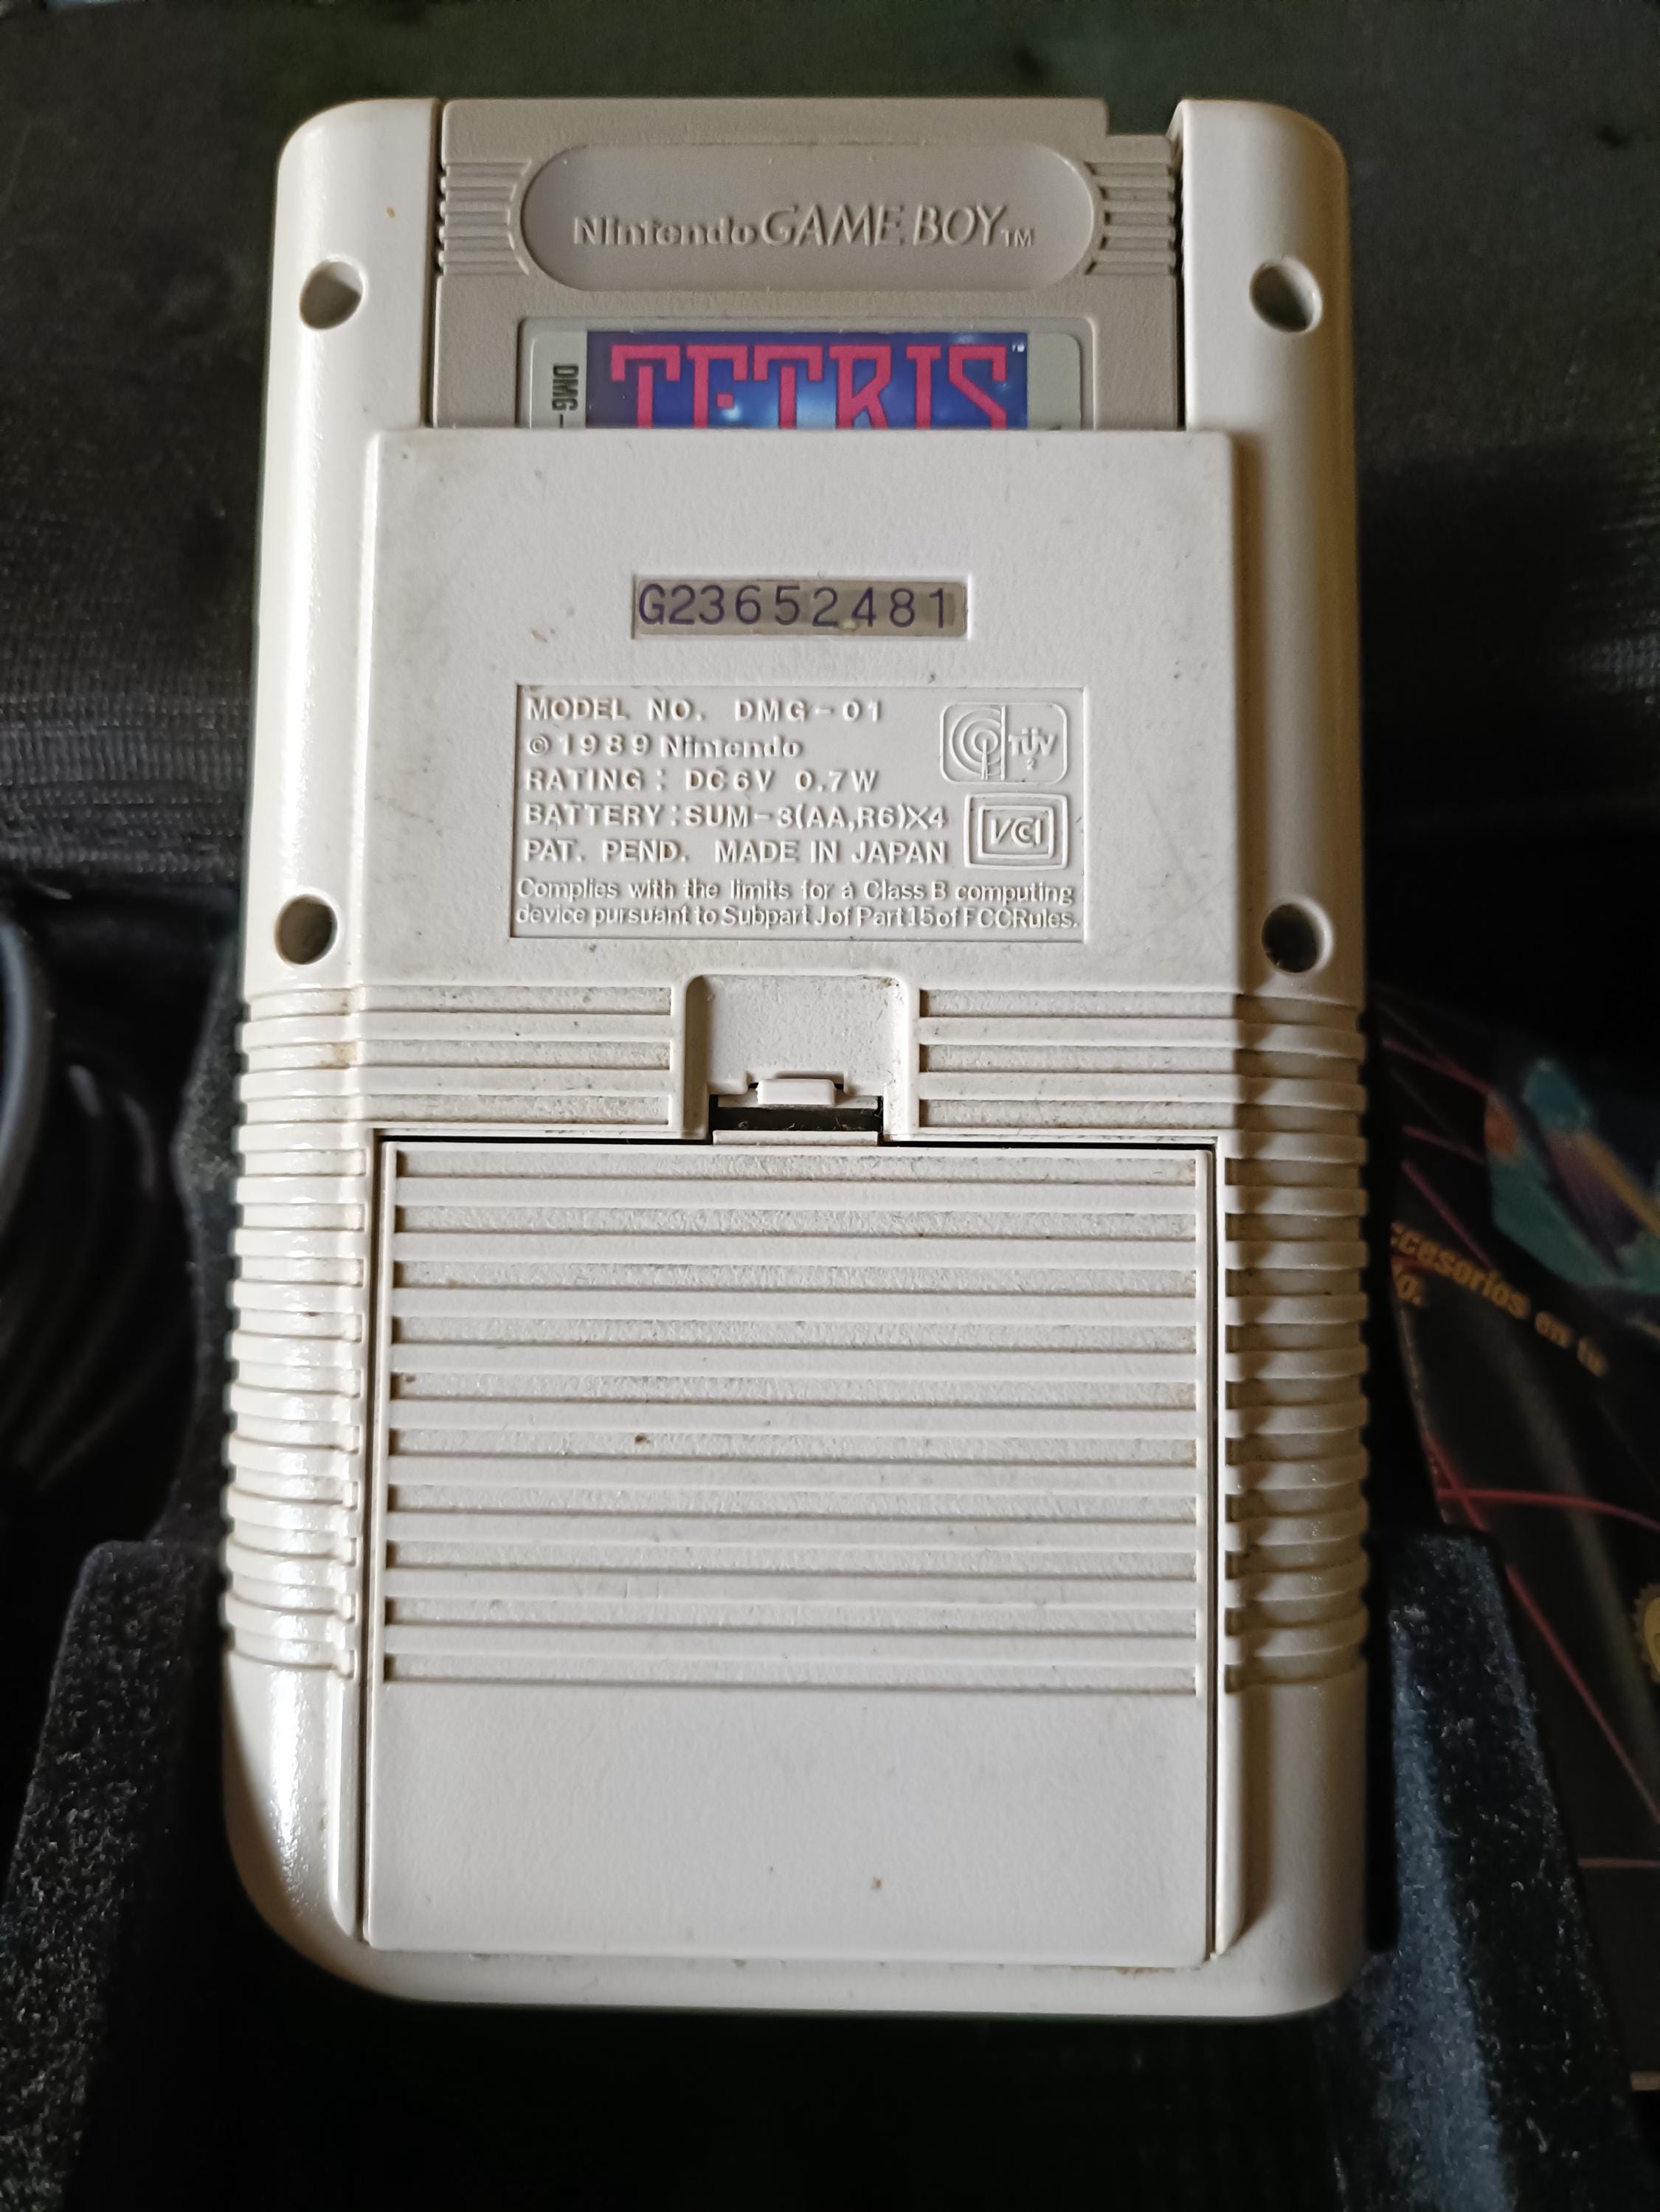 Nintendo GAME BOY TM
DMG-
TETRIS
G23652481
MODEL NO. DMG-01
©1989 Nintendo
RATING: DC6V 0.7W
BATTERY:SUM-3(AA,R6)X4
PAT. PEND. MADE IN JAPAN
TÜV
2
VCCI
Complies with the limits for a Class B computing
device pursuant to Subpart J of Part 15 of FCC Rules.
ccesorios en tu